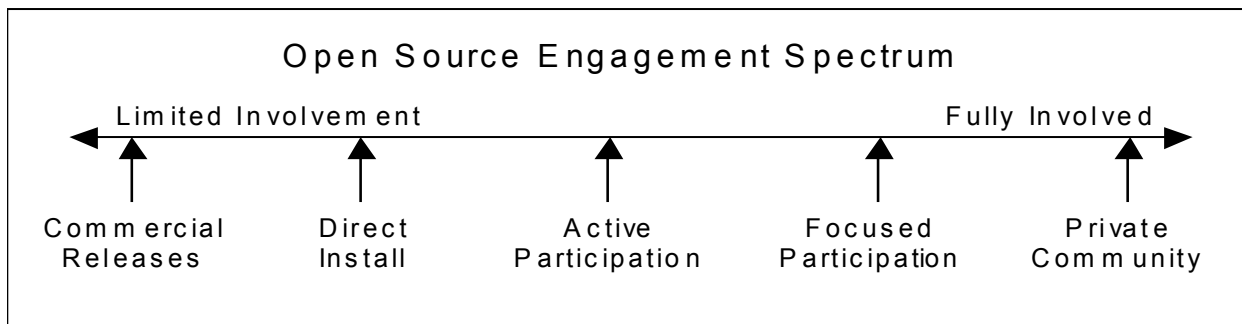 Open Source Engagement Spectrum
Limited Involvement
Fully Involved
Commercial
Releases
Direct
Install
Active
Participation
Focused
Participation
Private
Community